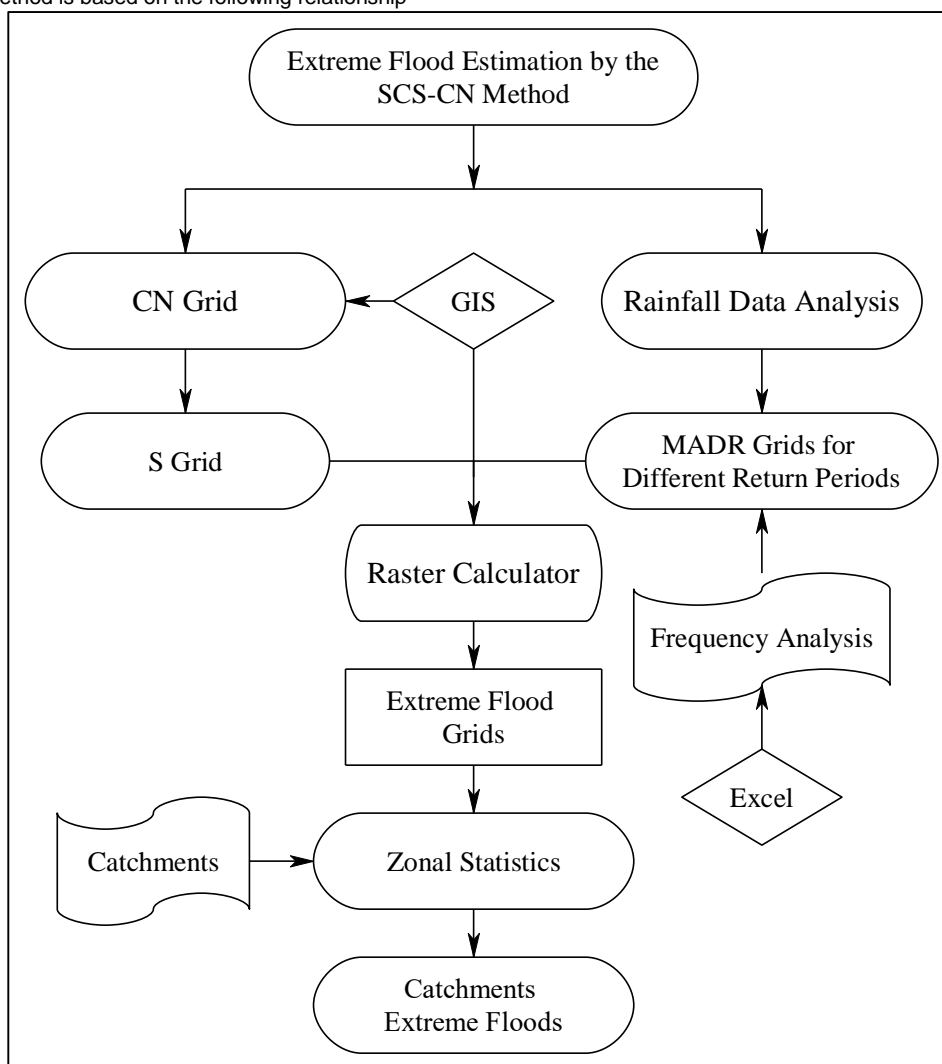 ethod is based on the following relationship
Extreme Flood Estimation by the
SCS-CN Method
CN Grid
GIS
Rainfall Data Analysis
S Grid
MADR Grids for
Different Return Periods
Raster Calculator
Frequency Analysis
Extreme Flood
Grids
Excel
Catchments
Zonal Statistics
Catchments
Extreme Floods